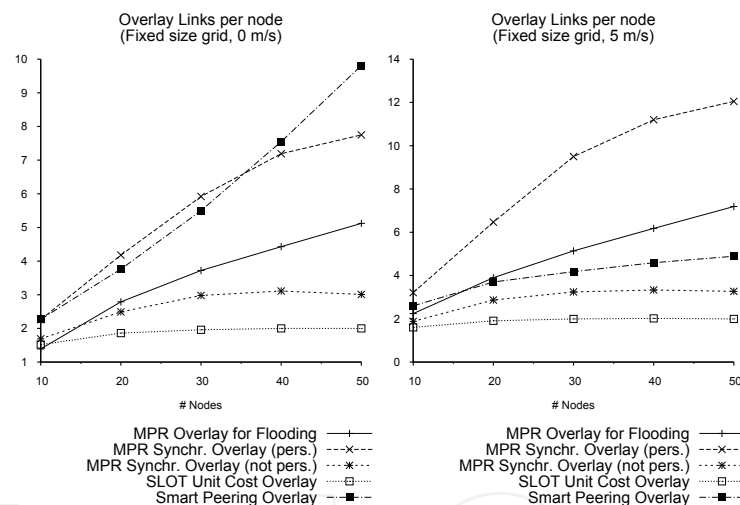 Overlay Links per node
(Fixed size grid, 0 m/s)
10
9
8
7
6
5
4
3
2
1
10 20 30 40 50
# Nodes
MPR Overlay for Flooding
MPR Synchr. Overlay (pers.)
MPR Synchr. Overlay (not pers.)
SLOT Unit Cost Overlay
Smart Peering Overlay
Overlay Links per node
(Fixed size grid, 5 m/s)
14
12
10
8
6
4
2
0
10 20 30 40 50
# Nodes
MPR Overlay for Flooding
MPR Synchr. Overlay (pers.)
MPR Synchr. Overlay (not pers.)
SLOT Unit Cost Overlay
Smart Peering Overlay